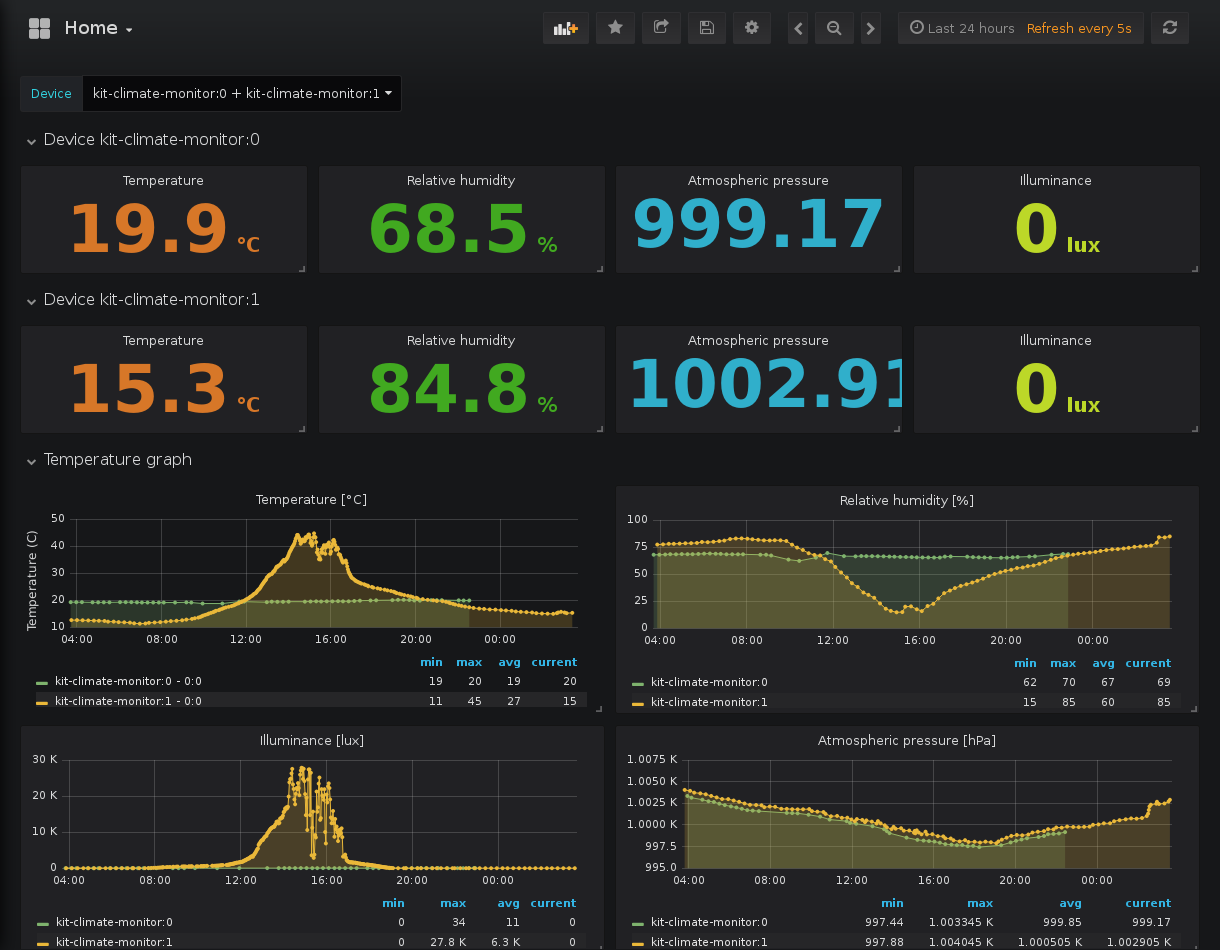 Home
Last 24 hours Refresh every 5s
Device kit-climate-monitor:0 + kit-climate-monitor:1
Device kit-climate-monitor:0
Temperature Relative humidity Atmospheric pressure Illuminance
19.9 °C 68.5 % 999.17 0 lux
Device kit-climate-monitor:1
Temperature Relative humidity Atmospheric pressure Illuminance
15.3 °C 84.8 % 1002.91 0 lux
Temperature graph
Temperature [°C]
Temperature (C)
50
40
30
20
10
04:00 08:00 12:00 16:00 20:00 00:00
min max avg current
kit-climate-monitor:0 - 0:0 19 20 19 20
kit-climate-monitor:1 - 0:0 11 45 27 15
Relative humidity [%]
100
75
50
25
0
04:00 08:00 12:00 16:00 20:00 00:00
min max avg current
kit-climate-monitor:0 62 70 67 69
kit-climate-monitor:1 15 85 60 85
Illuminance [lux]
30 K
20 K
10 K
0
04:00 08:00 12:00 16:00 20:00 00:00
min max avg current
kit-climate-monitor:0 0 34 11 0
kit-climate-monitor:1 0 27.8 K 6.3 K 0
Atmospheric pressure [hPa]
1.0075 K
1.0050 K
1.0025 K
1.0000 K
997.5
995.0
04:00 08:00 12:00 16:00 20:00 00:00
min max avg current
kit-climate-monitor:0 997.44 1.003345 K 999.85 999.17
kit-climate-monitor:1 997.88 1.004045 K 1.000505 K 1.002905 K